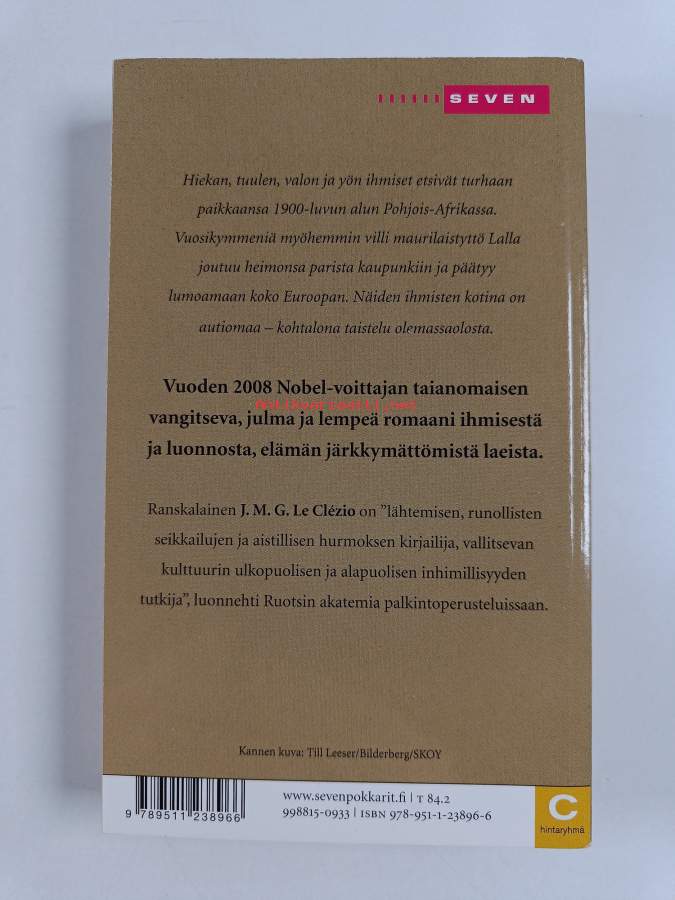 SEVEN
Hiekan, tuulen, valon ja yön ihmiset etsivät turhaan
paikkaansa 1900-luvun alun Pohjois-Afrikassa.
Vuosikymmeniä myöhemmin villi maurilaistyttö Lalla
joutuu heimonsa parista kaupunkiin ja päätyy
lumoamaan koko Euroopan. Näiden ihmisten kotina on
autiomaa – kohtalona taistelu olemassaolosta.
Vuoden 2008 Nobel-voittajan taianomaisen
antikvariaatti.net
vangitseva, julma ja lempeä romaani ihmisestä
ja luonnosta, elämän järkkymättömistä laeista.
Ranskalainen J. M. G. Le Clézio on ”lähtemisen, runollisten
seikkailujen ja aistillisen hurmoksen kirjailija, vallitsevan
kulttuurin ulkopuolisen ja alapuolisen inhimillisyyden
tutkija”, luonnehti Ruotsin akatemia palkintoperusteluissaan.
Kannen kuva: Till Leeser/Bilderberg/SKOY
www.sevenpokkarit.fi | T 84.2
998815-0933 | ISBN 978-951-1-23896-6
9 789511 238966
C
hintaryhmä